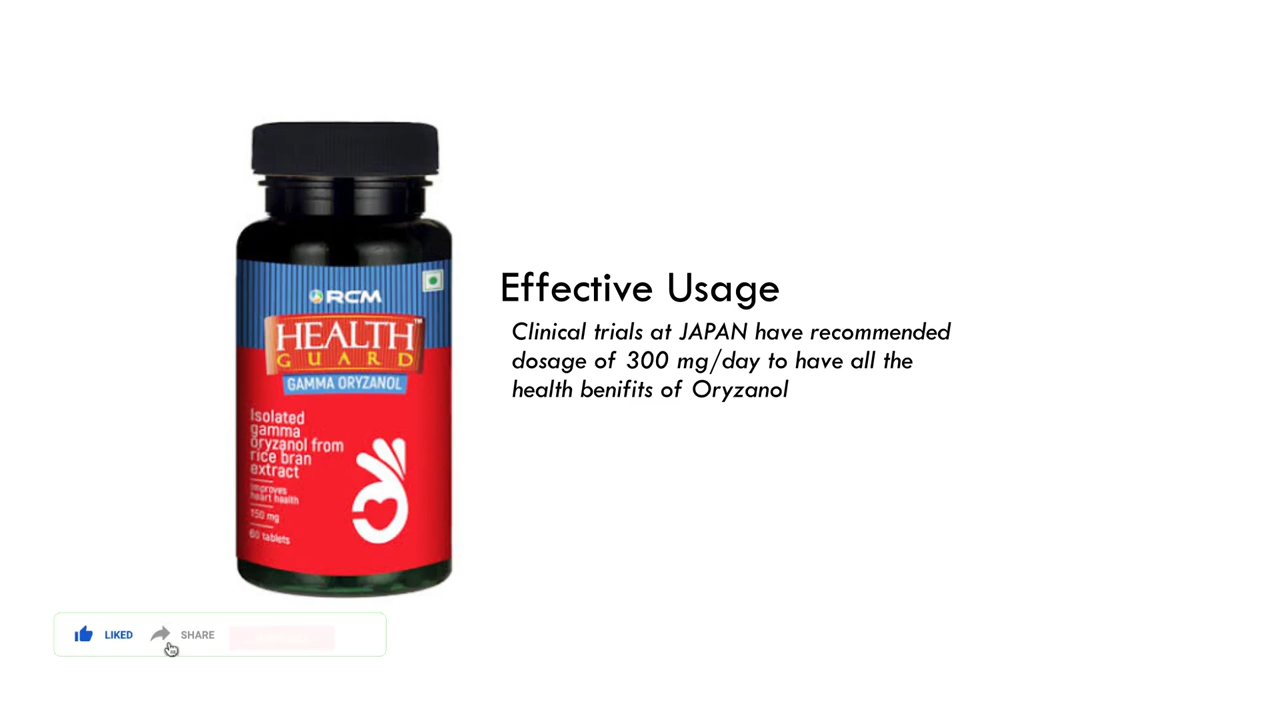 RCM
HEALTH™
GUARD
GAMMA ORYZANOL
Isolated
gamma
oryzanol from
rice bran
extract
improves
heart health
150 mg
60 tablets
Effective Usage
Clinical trials at JAPAN have recommended
dosage of 300 mg/day to have all the
health benifits of Oryzanol
LIKED SHARE